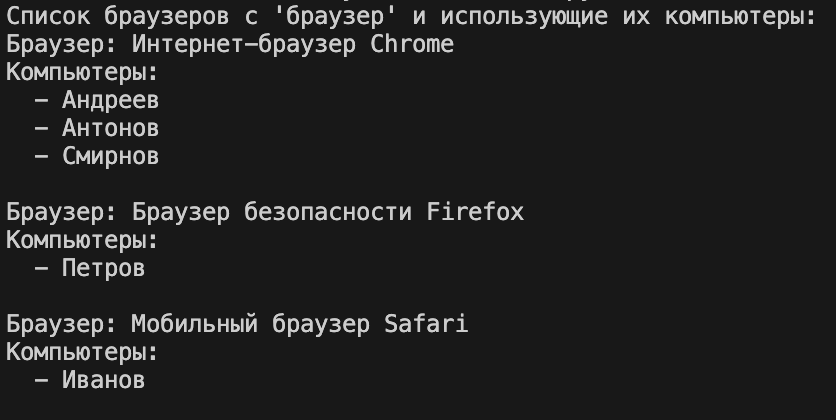 Список браузеров с 'браузер' и использующие их компьютеры:
Браузер: Интернет-браузер Chrome
Компьютеры:
  - Андреев
  - Антонов
  - Смирнов

Браузер: Браузер безопасности Firefox
Компьютеры:
  - Петров

Браузер: Мобильный браузер Safari
Компьютеры:
  - Иванов